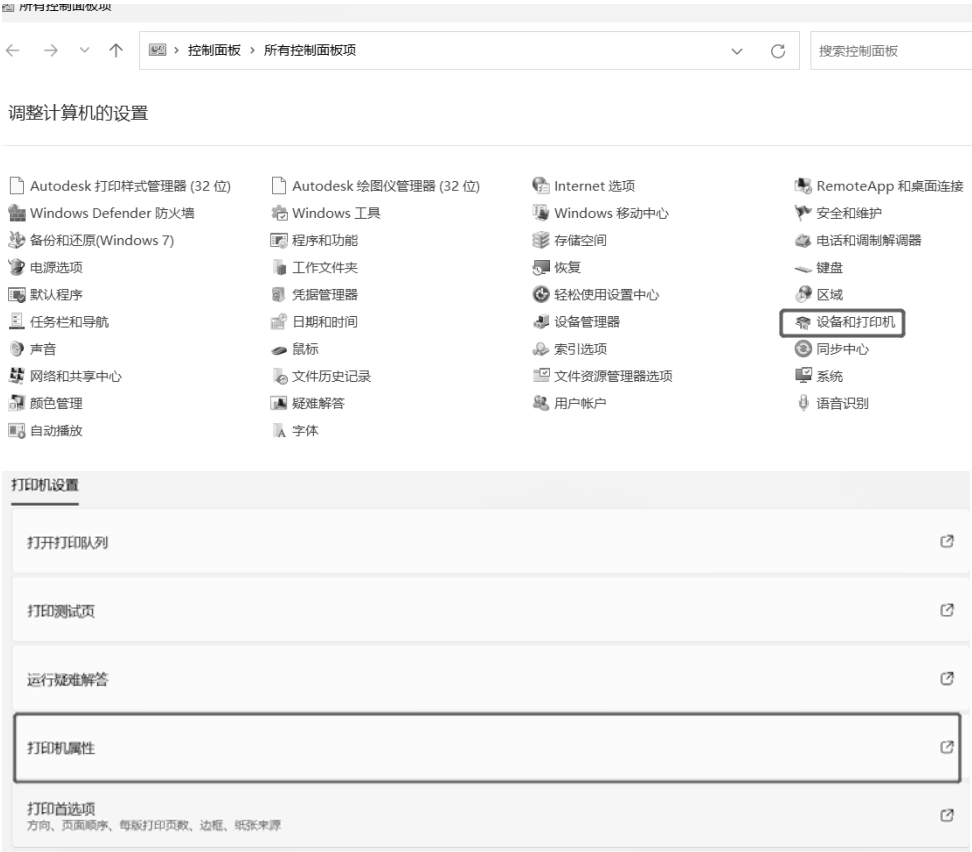 所有控制面板项
控制面板 › 所有控制面板项
搜索控制面板
调整计算机的设置
Autodesk 打印样式管理器 (32 位) Autodesk 绘图仪管理器 (32 位) Internet 选项 RemoteApp 和桌面连接
Windows Defender 防火墙 Windows 工具 Windows 移动中心 安全和维护
备份和还原(Windows 7) 程序和功能 存储空间 电话和调制解调器
电源选项 工作文件夹 恢复 键盘
默认程序 凭据管理器 轻松使用设置中心 区域
任务栏和导航 日期和时间 设备管理器 设备和打印机
声音 鼠标 索引选项 同步中心
网络和共享中心 文件历史记录 文件资源管理器选项 系统
颜色管理 疑难解答 用户帐户 语音识别
自动播放 字体
打印机设置
打开打印队列
打印测试页
运行疑难解答
打印机属性
打印首选项
方向、页面顺序、每版打印页数、边框、纸张来源